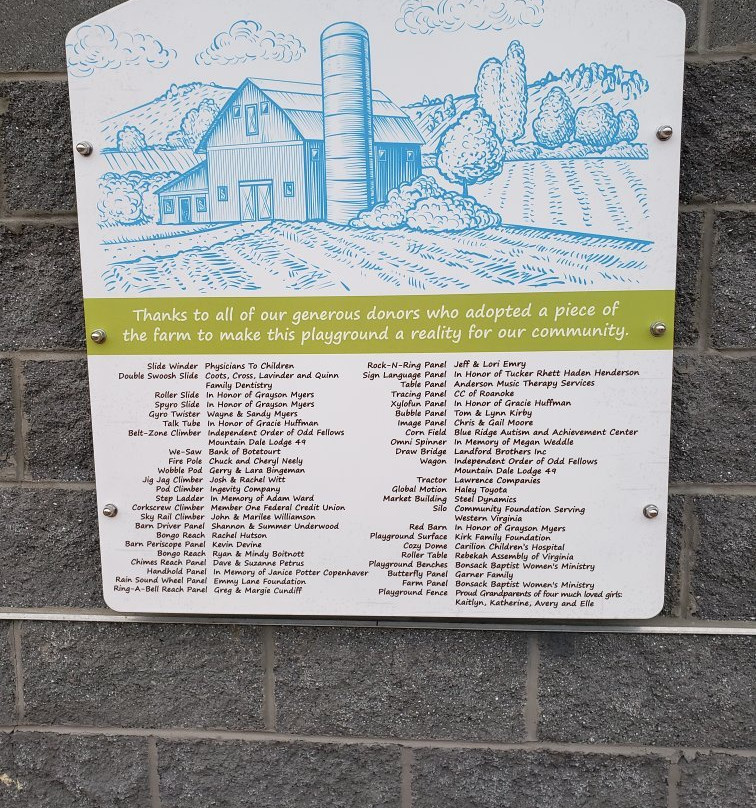 Thanks to all of our generous donors who adopted a piece of
the farm to make this playground a reality for our community.
Slide Winder Physicians To Children
Double Swoosh Slide Coots, Cross, Lavinder and Quinn
Family Dentistry
Roller Slide In Honor of Grayson Myers
Spyro Slide In Honor of Grayson Myers
Gyro Twister Wayne & Sandy Myers
Talk Tube In Honor of Gracie Huffman
Belt-Zone Climber Independent Order of Odd Fellows
Mountain Dale Lodge 49
We-Saw Bank of Botetourt
Fire Pole Chuck and Cheryl Neely
Wobble Pod Gerry & Lara Bingeman
Jig Jag Climber Josh & Rachel Witt
Pod Climber Ingevity Company
Step Ladder In Memory of Adam Ward
Corkscrew Climber Member One Federal Credit Union
Sky Rail Climber John & Marilee Williamson
Barn Driver Panel Shannon & Summer Underwood
Bongo Reach Rachel Hutson
Barn Periscope Panel Kevin Devine
Bongo Reach Ryan & Mindy Boitnott
Chimes Reach Panel Dave & Suzanne Petrus
Handhold Panel In Memory of Janice Potter Copenhaver
Rain Sound Wheel Panel Emmy Lane Foundation
Ring-A-Bell Reach Panel Greg & Margie Cundiff
Rock-N-Ring Panel Jeff & Lori Emry
Sign Language Panel In Honor of Tucker Rhett Haden Henderson
Table Panel Anderson Music Therapy Services
Tracing Panel CC of Roanoke
Xylofun Panel In Honor of Gracie Huffman
Bubble Panel Tom & Lynn Kirby
Image Panel Chris & Gail Moore
Corn Field Blue Ridge Autism and Achievement Center
Omni Spinner In Memory of Megan Weddle
Draw Bridge Landford Brothers Inc
Wagon Independent Order of Odd Fellows
Mountain Dale Lodge 49
Tractor Lawrence Companies
Global Motion Haley Toyota
Market Building Steel Dynamics
Silo Community Foundation Serving
Western Virginia
Red Barn In Honor of Grayson Myers
Playground Surface Kirk Family Foundation
Cozy Dome Carilion Children's Hospital
Roller Table Rebekah Assembly of Virginia
Playground Benches Bonsack Baptist Women's Ministry
Butterfly Panel Garner Family
Farm Panel Bonsack Baptist Women's Ministry
Playground Fence Proud Grandparents of four much loved girls:
Kaitlyn, Katherine, Avery and Elle